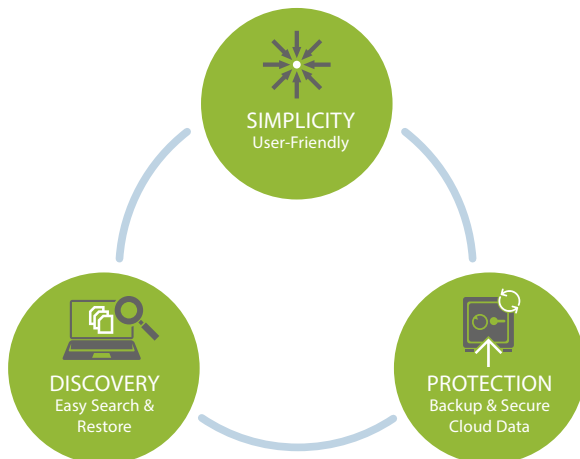 SIMPLICITY
User-Friendly
DISCOVERY
Easy Search &
Restore
PROTECTION
Backup & Secure
Cloud Data